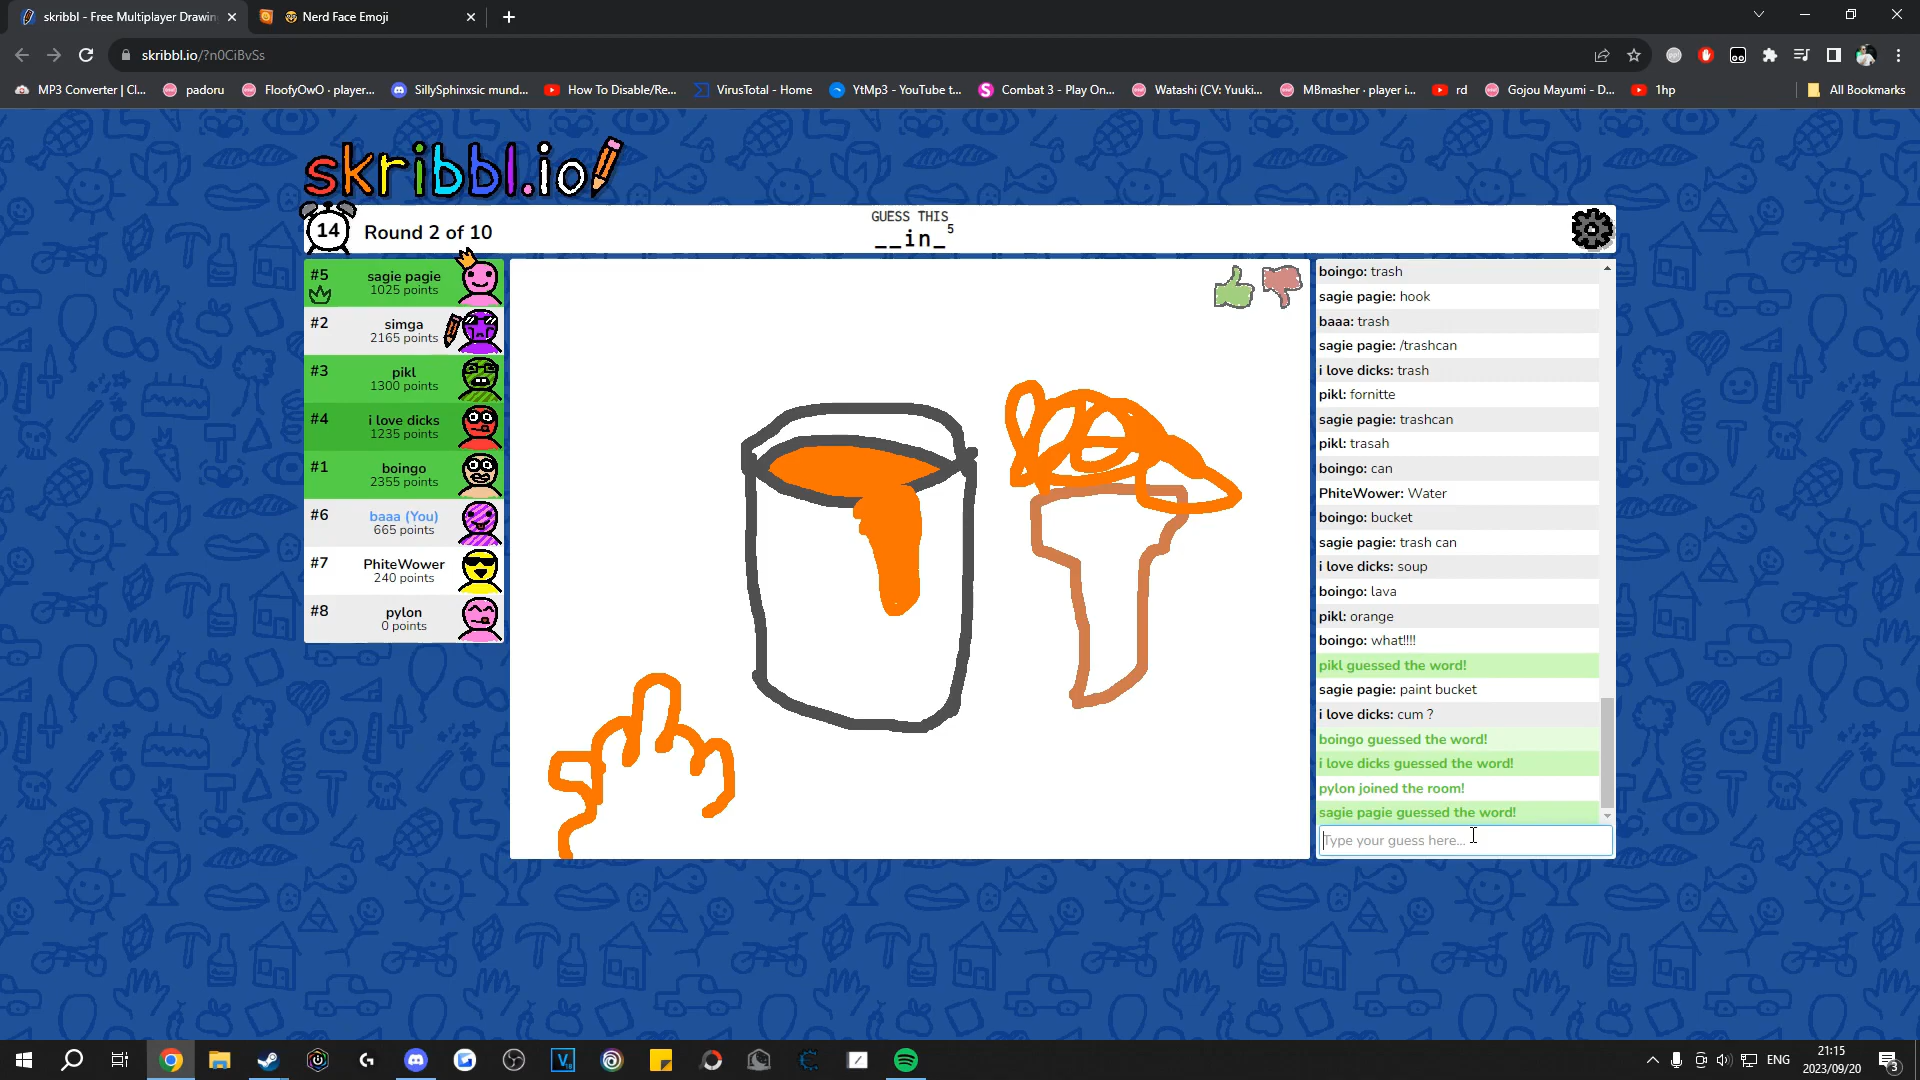 skribbl - Free Multiplayer Drawin
Nerd Face Emoji
skribbl.io/?n0CiBvSs
MP3 Converter | Cl...
padoru
FloofyOwO · player...
SillySphinxsic mund...
How To Disable/Re...
VirusTotal - Home
YtMp3 - YouTube t...
Combat 3 - Play On...
Watashi (CV: Yuuki...
MBmasher · player i...
rd
Gojou Mayumi - D...
1hp
All Bookmarks
skribbl.io
14
Round 2 of 10
GUESS THIS
__in_ 5
#5
sagie pagie
1025 points
#2
simga
2165 points
#3
pikl
1300 points
#4
i love dicks
1235 points
#1
boingo
2355 points
#6
baaa (You)
665 points
#7
PhiteWower
240 points
#8
pylon
0 points
boingo: trash
sagie pagie: hook
baaa: trash
sagie pagie: /trashcan
i love dicks: trash
pikl: fornitte
sagie pagie: trashcan
pikl: trasah
boingo: can
PhiteWower: Water
boingo: bucket
sagie pagie: trash can
i love dicks: soup
boingo: lava
pikl: orange
boingo: what!!!!
pikl guessed the word!
sagie pagie: paint bucket
i love dicks: cum ?
boingo guessed the word!
i love dicks guessed the word!
pylon joined the room!
sagie pagie guessed the word!
Type your guess here...
ENG
21:15
2023/09/20
3